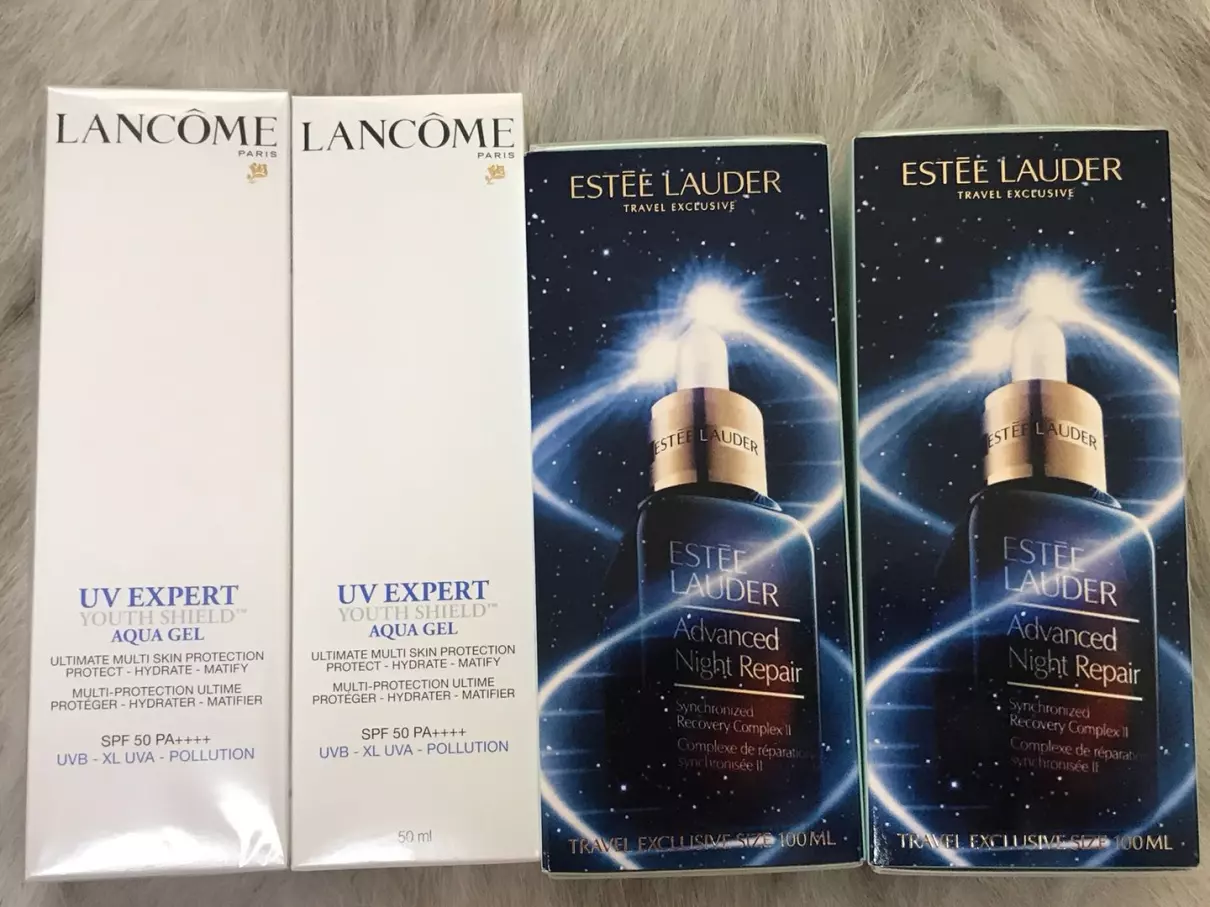 LANCÔME
PARIS
UV EXPERT
YOUTH SHIELD™
AQUA GEL
ULTIMATE MULTI SKIN PROTECTION
PROTECT - HYDRATE - MATIFY
MULTI-PROTECTION ULTIME
PROTÉGER - HYDRATER - MATIFIER
SPF 50 PA++++
UVB - XL UVA - POLLUTION
LANCÔME
PARIS
UV EXPERT
YOUTH SHIELD™
AQUA GEL
ULTIMATE MULTI SKIN PROTECTION
PROTECT - HYDRATE - MATIFY
MULTI-PROTECTION ULTIME
PROTÉGER - HYDRATER - MATIFIER
SPF 50 PA++++
UVB - XL UVA - POLLUTION
50 ml
ESTĒE LAUDER
TRAVEL EXCLUSIVE
ESTĒE LAUDER
ESTĒE
LAUDER
Advanced
Night Repair
Synchronized
Recovery Complex II
Complexe de réparation
synchronisée II
TRAVEL EXCLUSIVE SIZE 100 ML
ESTĒE LAUDER
TRAVEL EXCLUSIVE
ESTĒE LAUDER
ESTĒE
LAUDER
Advanced
Night Repair
Synchronized
Recovery Complex II
Complexe de réparation
synchronisée II
TRAVEL EXCLUSIVE SIZE 100 ML